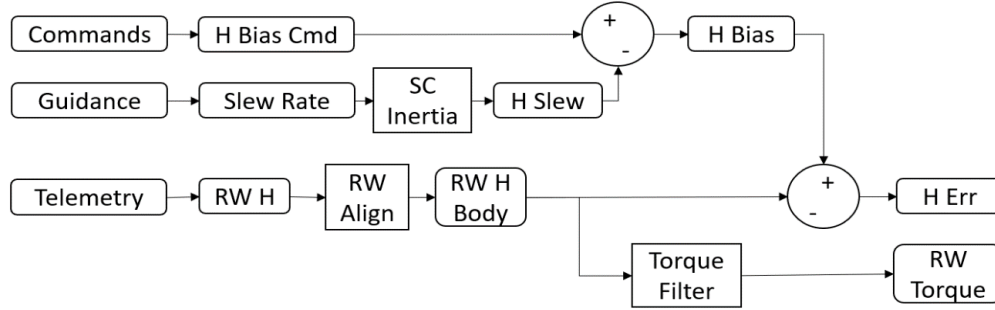 Commands
H Bias Cmd
+
-
H Bias
Guidance
Slew Rate
SC
Inertia
H Slew
Telemetry
RW H
RW
Align
RW H
Body
+
-
H Err
Torque
Filter
RW
Torque